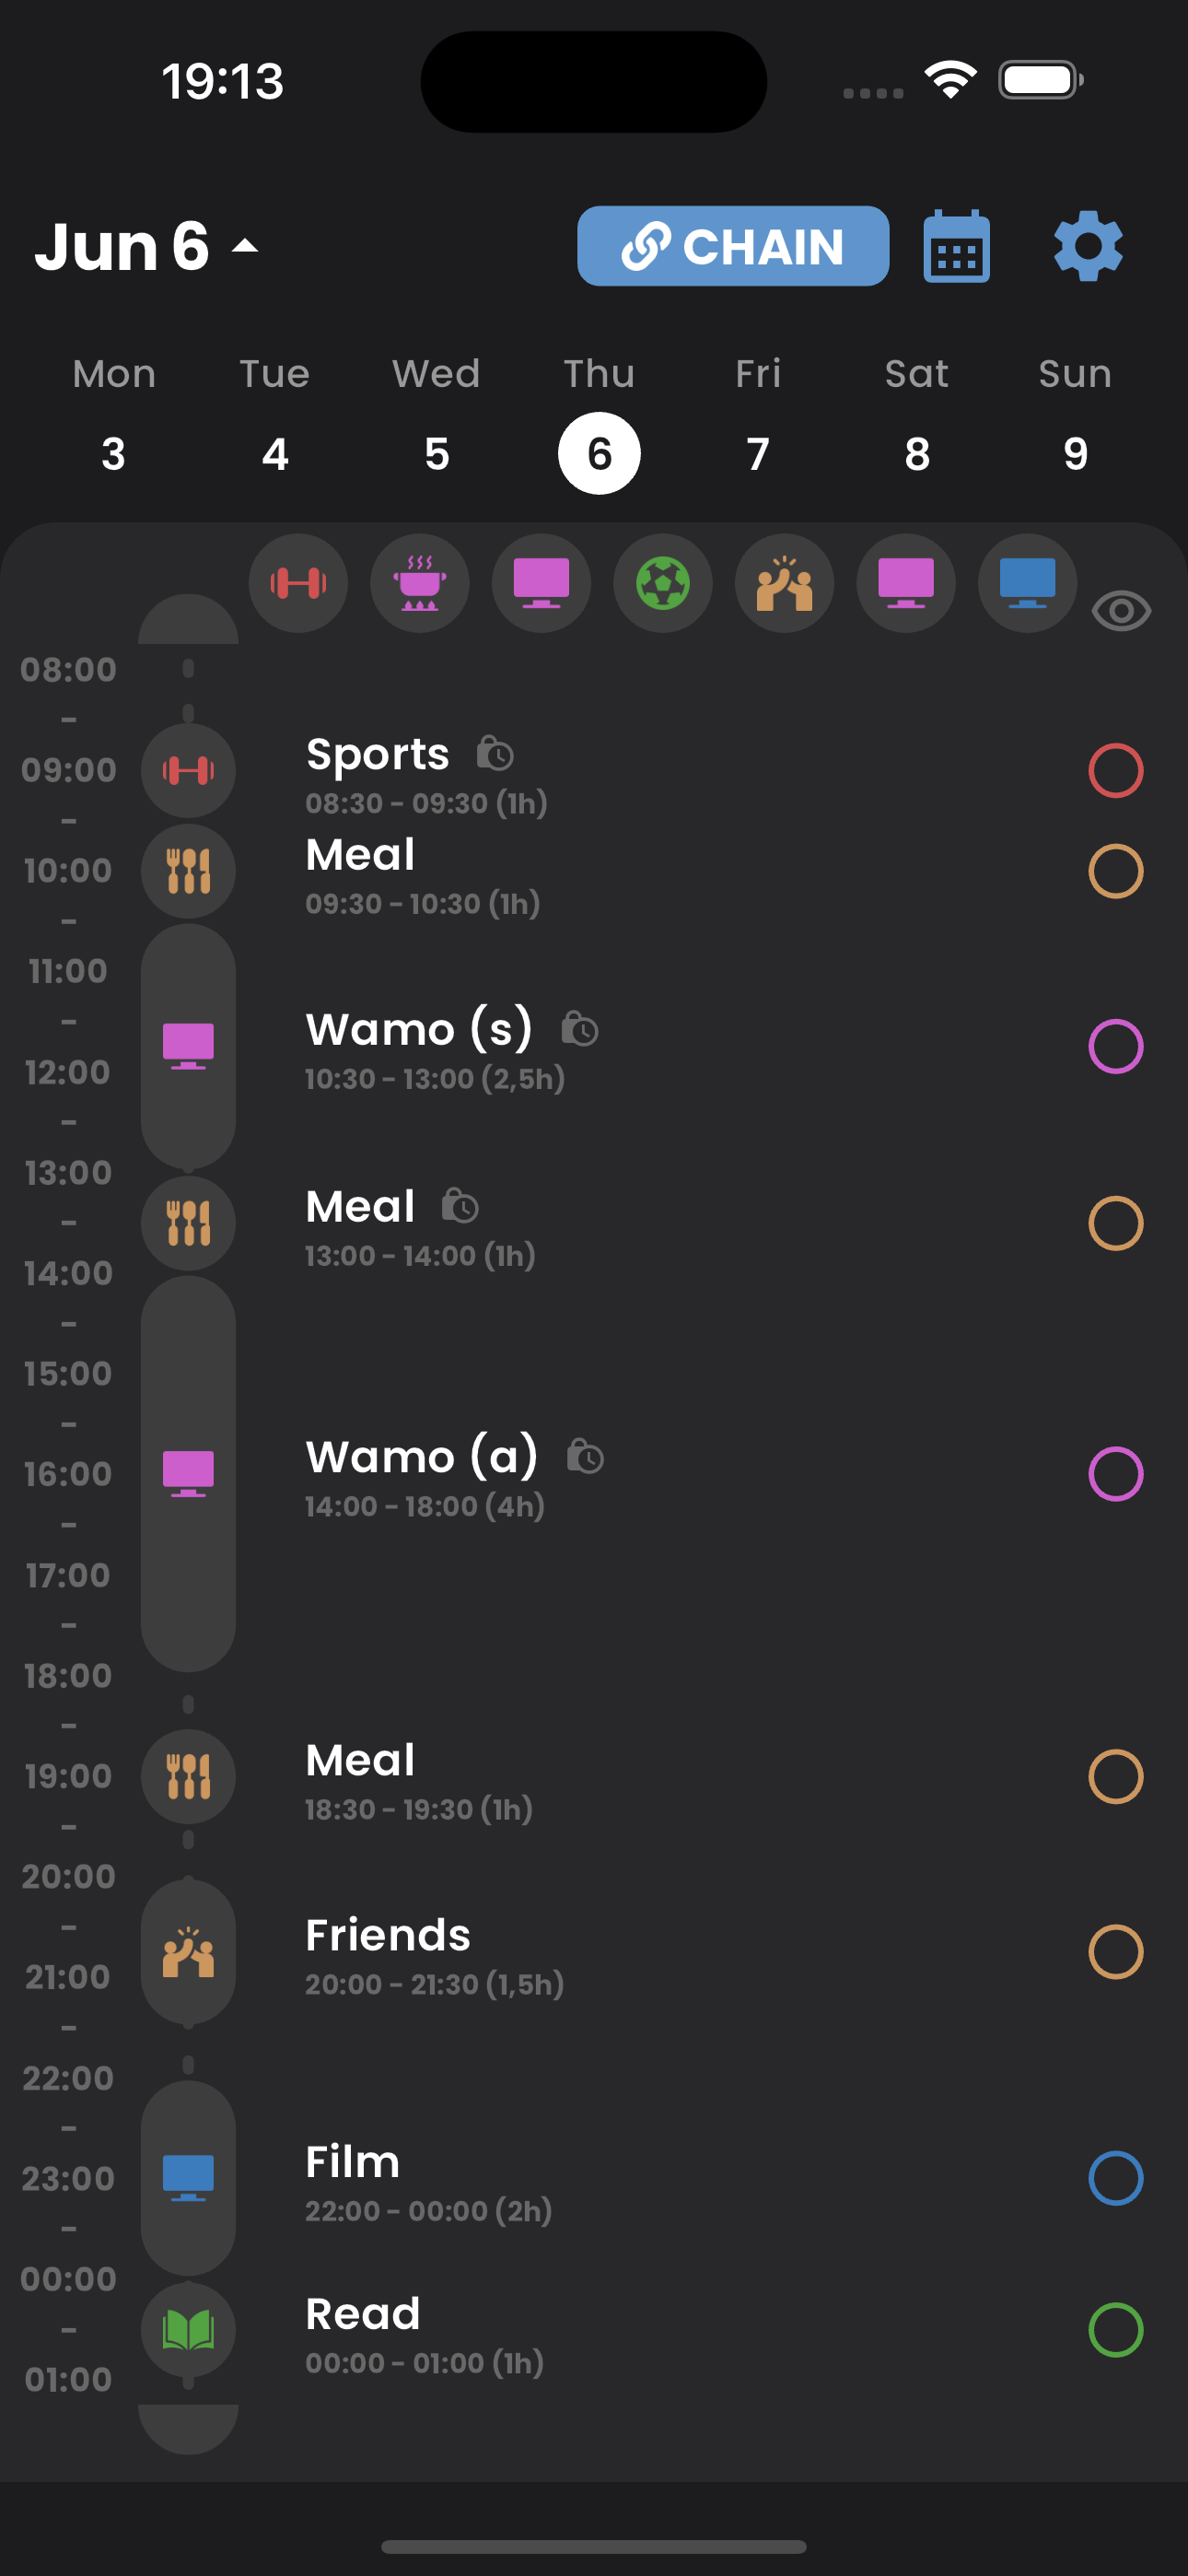 19:13
Jun 6
CHAIN
Mon Tue Wed Thu Fri Sat Sun
3 4 5 6 7 8 9
08:00
-
Sports
09:00
08:30 - 09:30 (1h)
-
Meal
10:00
09:30 - 10:30 (1h)
-
11:00
-
Wamo (s)
12:00
10:30 - 13:00 (2,5h)
-
13:00
Meal
-
13:00 - 14:00 (1h)
14:00
-
15:00
-
Wamo (a)
16:00
14:00 - 18:00 (4h)
-
17:00
-
18:00
-
Meal
19:00
18:30 - 19:30 (1h)
-
20:00
-
Friends
21:00
20:00 - 21:30 (1,5h)
-
22:00
-
Film
23:00
22:00 - 00:00 (2h)
-
00:00
Read
-
00:00 - 01:00 (1h)
01:00